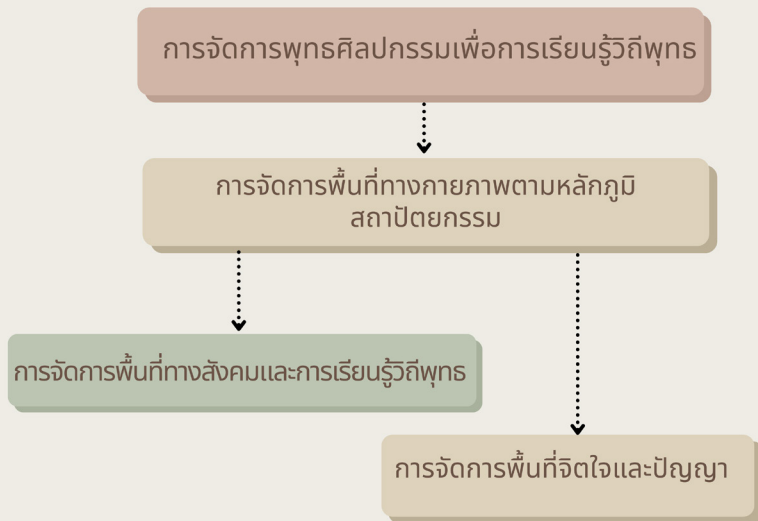 การจัดการพุทธศิลปกรรมเพื่อการเรียนรู้วิถีพุทธ
การจัดการพื้นที่ทางกายภาพตามหลักภูมิ
สถาปัตยกรรม
การจัดการพื้นที่ทางสังคมและการเรียนรู้วิถีพุทธ
การจัดการพื้นที่จิตใจและปัญญา